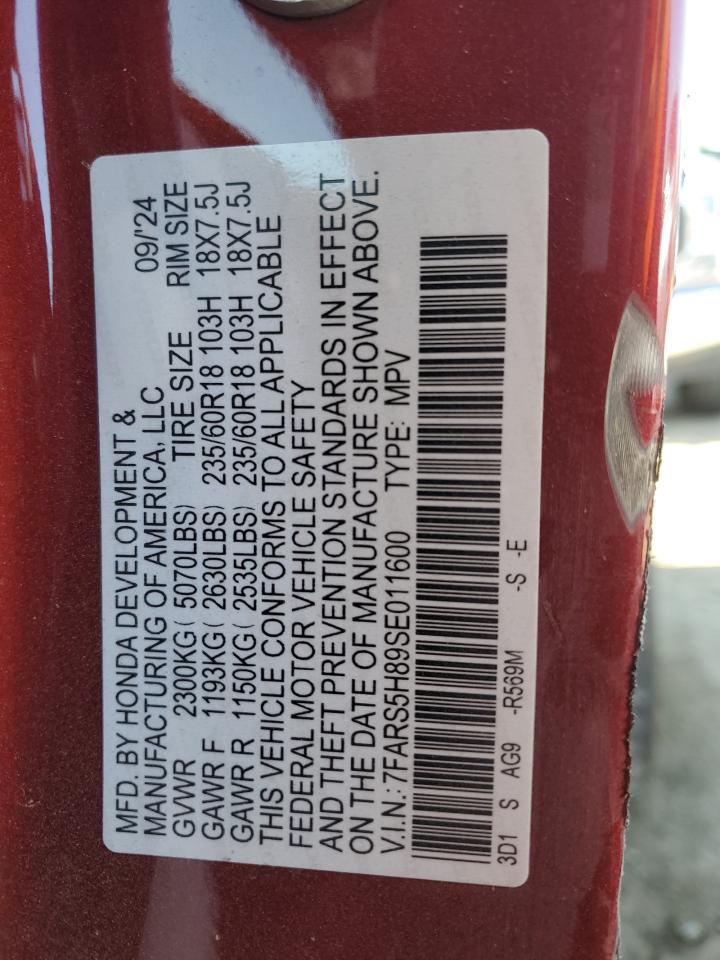 MFD. BY HONDA DEVELOPMENT &
MANUFACTURING OF AMERICA, LLC 09/'24
GVWR 2300KG( 5070LBS) TIRE SIZE RIM SIZE
GAWR F 1193KG( 2630LBS) 235/60R18 103H 18X7.5J
GAWR R 1150KG( 2535LBS) 235/60R18 103H 18X7.5J
THIS VEHICLE CONFORMS TO ALL APPLICABLE
FEDERAL MOTOR VEHICLE SAFETY
AND THEFT PREVENTION STANDARDS IN EFFECT
ON THE DATE OF MANUFACTURE SHOWN ABOVE.
V.I.N.: 7FARS5H89SE011600 TYPE: MPV
3D1 S AG9 -R569M -S -E